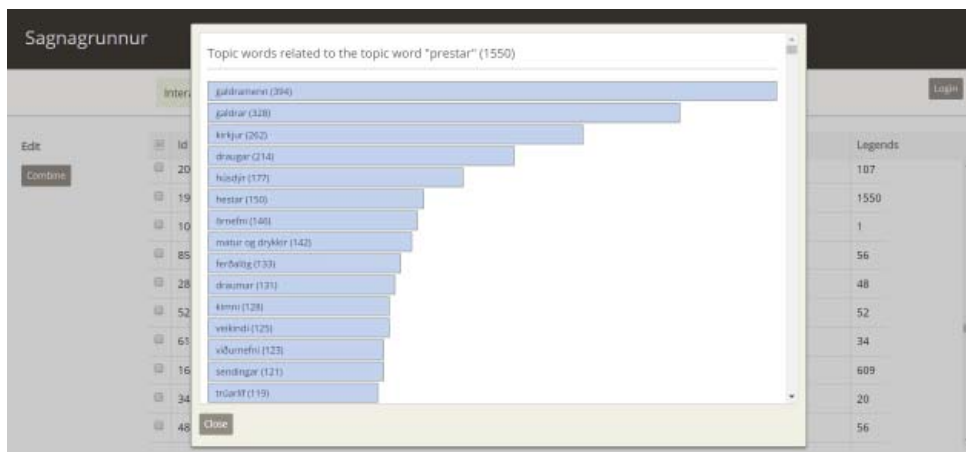 Sagnagrunnur
Topic words related to the topic word "prestar" (1550)
Intera
Login
galdramenn (394)
galdrar (328)
kirkjur (262)
draugar (214)
húsdýr (177)
hestar (150)
örnefni (146)
matur og drykkir (142)
ferðalög (133)
draumar (131)
kímni (128)
veikindi (125)
viðurnefni (123)
sendingar (121)
trúarlíf (119)
Close
Edit
Combine
Id
20
19
10
85
28
52
61
16
34
48
Legends
107
1550
1
56
48
52
34
609
20
56